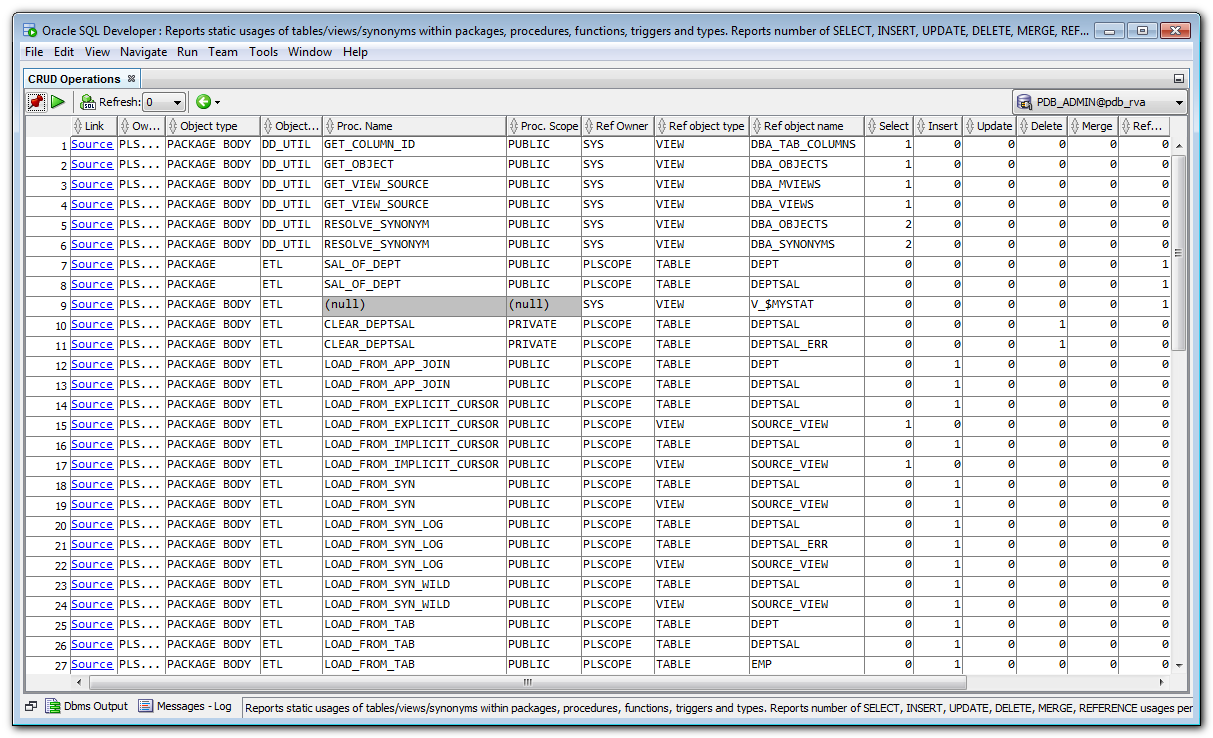 Oracle SQL Developer : Reports static usages of tables/views/synonyms within packages, procedures, functions, triggers and types. Reports number of SELECT, INSERT, UPDATE, DELETE, MERGE, REF...
File Edit View Navigate Run Team Tools Window Help
CRUD Operations
SQL Refresh: 0 PDB_ADMIN@pdb_rva
Link Ow... Object type Object... Proc. Name Proc. Scope Ref Owner Ref object type Ref object name Select Insert Update Delete Merge Ref...
1 Source PLS... PACKAGE BODY DD_UTIL GET_COLUMN_ID PUBLIC SYS VIEW DBA_TAB_COLUMNS 1 0 0 0 0 0
2 Source PLS... PACKAGE BODY DD_UTIL GET_OBJECT PUBLIC SYS VIEW DBA_OBJECTS 1 0 0 0 0 0
3 Source PLS... PACKAGE BODY DD_UTIL GET_VIEW_SOURCE PUBLIC SYS VIEW DBA_MVIEWS 1 0 0 0 0 0
4 Source PLS... PACKAGE BODY DD_UTIL GET_VIEW_SOURCE PUBLIC SYS VIEW DBA_VIEWS 1 0 0 0 0 0
5 Source PLS... PACKAGE BODY DD_UTIL RESOLVE_SYNONYM PUBLIC SYS VIEW DBA_OBJECTS 2 0 0 0 0 0
6 Source PLS... PACKAGE BODY DD_UTIL RESOLVE_SYNONYM PUBLIC SYS VIEW DBA_SYNONYMS 2 0 0 0 0 0
7 Source PLS... PACKAGE ETL SAL_OF_DEPT PUBLIC PLSCOPE TABLE DEPT 0 0 0 0 0 1
8 Source PLS... PACKAGE ETL SAL_OF_DEPT PUBLIC PLSCOPE TABLE DEPTSAL 0 0 0 0 0 1
9 Source PLS... PACKAGE BODY ETL (null) (null) SYS VIEW V_$MYSTAT 0 0 0 0 0 1
10 Source PLS... PACKAGE BODY ETL CLEAR_DEPTSAL PRIVATE PLSCOPE TABLE DEPTSAL 0 0 0 1 0 0
11 Source PLS... PACKAGE BODY ETL CLEAR_DEPTSAL PRIVATE PLSCOPE TABLE DEPTSAL_ERR 0 0 0 1 0 0
12 Source PLS... PACKAGE BODY ETL LOAD_FROM_APP_JOIN PUBLIC PLSCOPE TABLE DEPT 0 1 0 0 0 0
13 Source PLS... PACKAGE BODY ETL LOAD_FROM_APP_JOIN PUBLIC PLSCOPE TABLE DEPTSAL 0 1 0 0 0 0
14 Source PLS... PACKAGE BODY ETL LOAD_FROM_EXPLICIT_CURSOR PUBLIC PLSCOPE TABLE DEPTSAL 0 1 0 0 0 0
15 Source PLS... PACKAGE BODY ETL LOAD_FROM_EXPLICIT_CURSOR PUBLIC PLSCOPE VIEW SOURCE_VIEW 1 0 0 0 0 0
16 Source PLS... PACKAGE BODY ETL LOAD_FROM_IMPLICIT_CURSOR PUBLIC PLSCOPE TABLE DEPTSAL 0 1 0 0 0 0
17 Source PLS... PACKAGE BODY ETL LOAD_FROM_IMPLICIT_CURSOR PUBLIC PLSCOPE VIEW SOURCE_VIEW 1 0 0 0 0 0
18 Source PLS... PACKAGE BODY ETL LOAD_FROM_SYN PUBLIC PLSCOPE TABLE DEPTSAL 0 1 0 0 0 0
19 Source PLS... PACKAGE BODY ETL LOAD_FROM_SYN PUBLIC PLSCOPE VIEW SOURCE_VIEW 0 1 0 0 0 0
20 Source PLS... PACKAGE BODY ETL LOAD_FROM_SYN_LOG PUBLIC PLSCOPE TABLE DEPTSAL 0 1 0 0 0 0
21 Source PLS... PACKAGE BODY ETL LOAD_FROM_SYN_LOG PUBLIC PLSCOPE TABLE DEPTSAL_ERR 0 1 0 0 0 0
22 Source PLS... PACKAGE BODY ETL LOAD_FROM_SYN_LOG PUBLIC PLSCOPE VIEW SOURCE_VIEW 0 1 0 0 0 0
23 Source PLS... PACKAGE BODY ETL LOAD_FROM_SYN_WILD PUBLIC PLSCOPE TABLE DEPTSAL 0 1 0 0 0 0
24 Source PLS... PACKAGE BODY ETL LOAD_FROM_SYN_WILD PUBLIC PLSCOPE VIEW SOURCE_VIEW 0 1 0 0 0 0
25 Source PLS... PACKAGE BODY ETL LOAD_FROM_TAB PUBLIC PLSCOPE TABLE DEPT 0 1 0 0 0 0
26 Source PLS... PACKAGE BODY ETL LOAD_FROM_TAB PUBLIC PLSCOPE TABLE DEPTSAL 0 1 0 0 0 0
27 Source PLS... PACKAGE BODY ETL LOAD_FROM_TAB PUBLIC PLSCOPE TABLE EMP 0 1 0 0 0 0
Dbms Output Messages - Log Reports static usages of tables/views/synonyms within packages, procedures, functions, triggers and types. Reports number of SELECT, INSERT, UPDATE, DELETE, MERGE, REFERENCE usages per